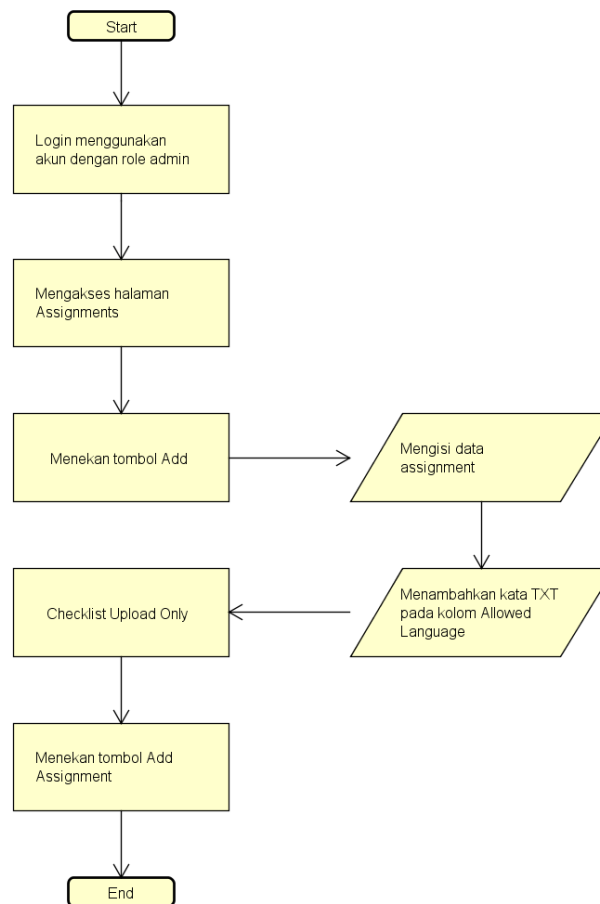 Start
Login menggunakan
akun dengan role admin
Mengakses halaman
Assignments
Menekan tombol Add
Mengisi data
assignment
Menambahkan kata TXT
pada kolom Allowed
Language
Checklist Upload Only
Menekan tombol Add
Assignment
End